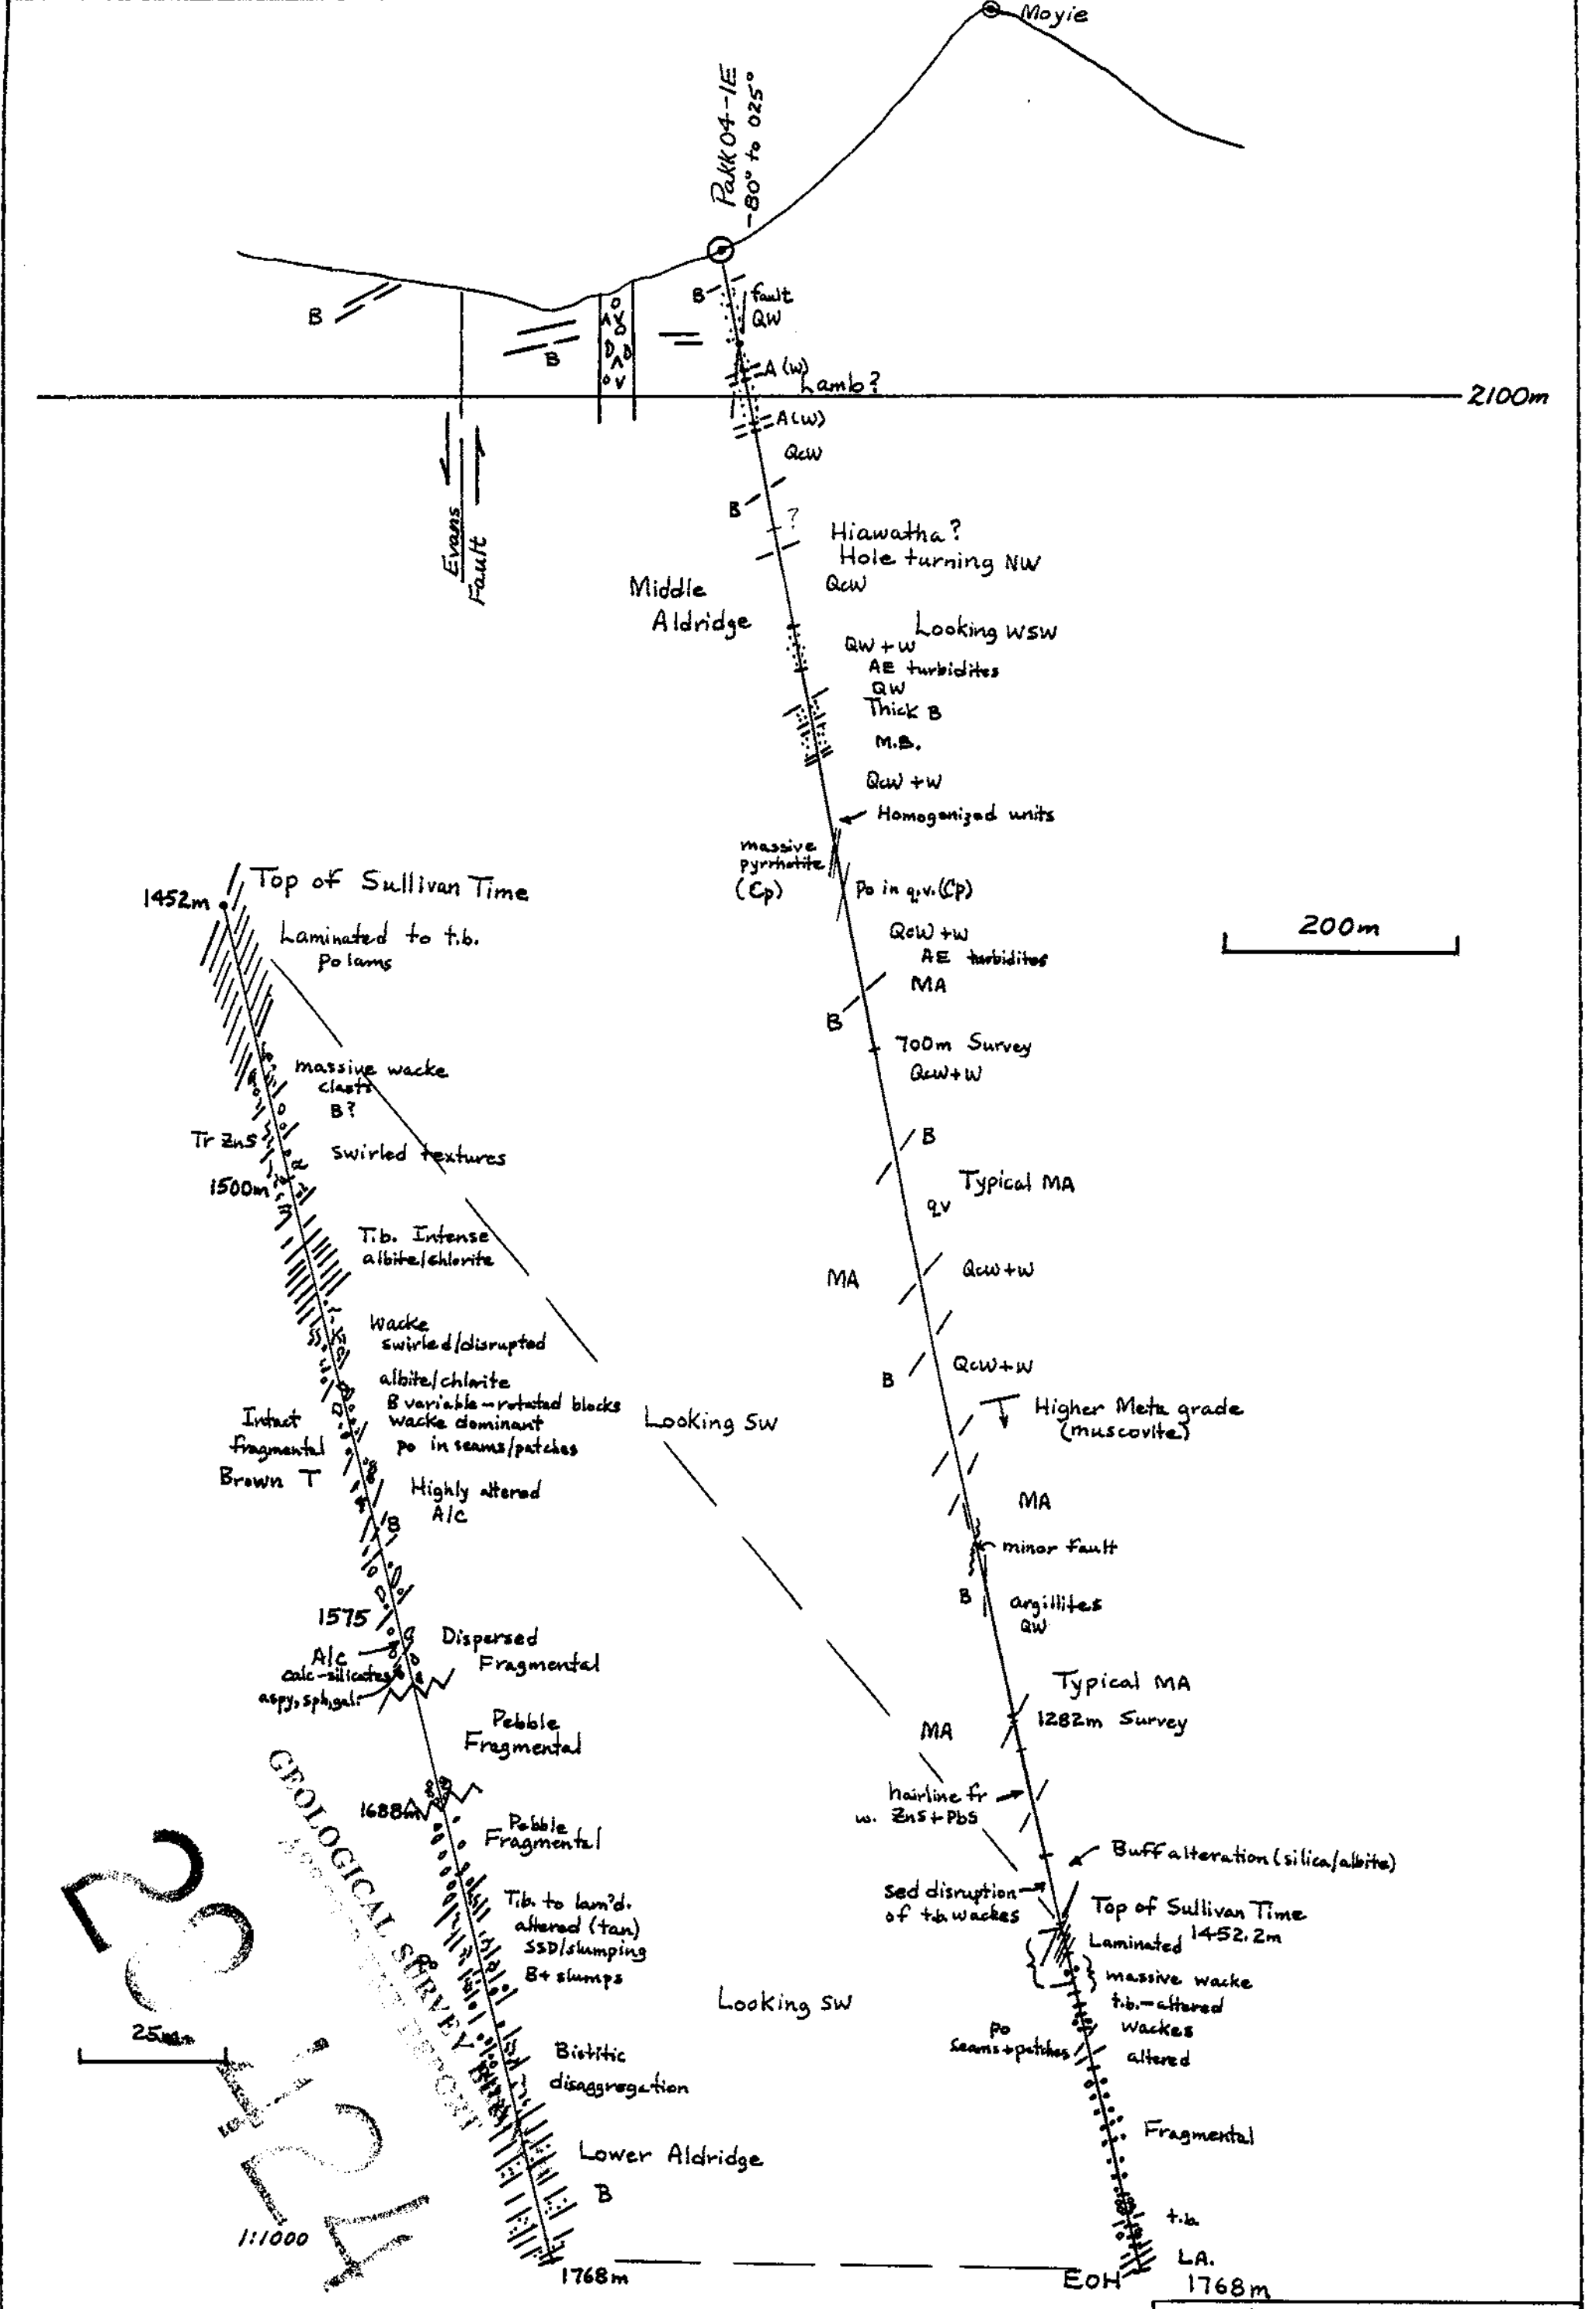 Moyie
PakK04-1E
-80° to 025°
B
fault
QW
B
B
A (w)
Lamb?
2100m
A(w)
QcW
B
?
Evans
Fault
Hiawatha?
Hole turning NW
QcW
Middle
Aldridge
Looking WSW
QW + W
AE turbidites
QW
Thick B
M.B.
QcW + W
Homogenized units
massive
pyrrhotite
(Cp)
Po in q.v. (Cp)
QcW + W
AE turbidites
MA
B
200m
700m Survey
QcW + W
B
Typical MA
qv
MA
QcW + W
QcW + W
B
Higher Meta grade
(muscovite)
MA
minor fault
B
argillites
QW
Typical MA
1282m Survey
MA
hairline fr
w. ZnS + PbS
Buff alteration (silica/albite)
sed disruption
of t.b. wackes
Top of Sullivan Time
1452.2m
Laminated
massive wacke
t.b.-altered
Wackes
altered
po
seams + patches
Fragmental
t.b.
LA.
EOH
1768m
1452m
Top of Sullivan Time
Laminated to t.b.
po lams
massive wacke
clasts
B?
Tr ZnS
Swirled textures
1500m
T.b. Intense
albite/chlorite
Wacke
swirled/disrupted
albite/chlorite
B variable - rotated blocks
wacke dominant
po in seams/patches
Intact
fragmental
Brown T
Looking SW
Highly altered
A/C
B
1575
A/c
calc-silicates
aspy, sph, gal.
Dispersed
Fragmental
Pebble
Fragmental
1688m
Pebble
Fragmental
T.b. to lam'd.
altered (tan)
SSD/slumping
B + slumps
Looking SW
25m
Biotitic
disaggregation
Lower Aldridge
B
1:1000
1768m
GEOLOGICAL SURVEY BRANCH
ASSESSMENT REPORT